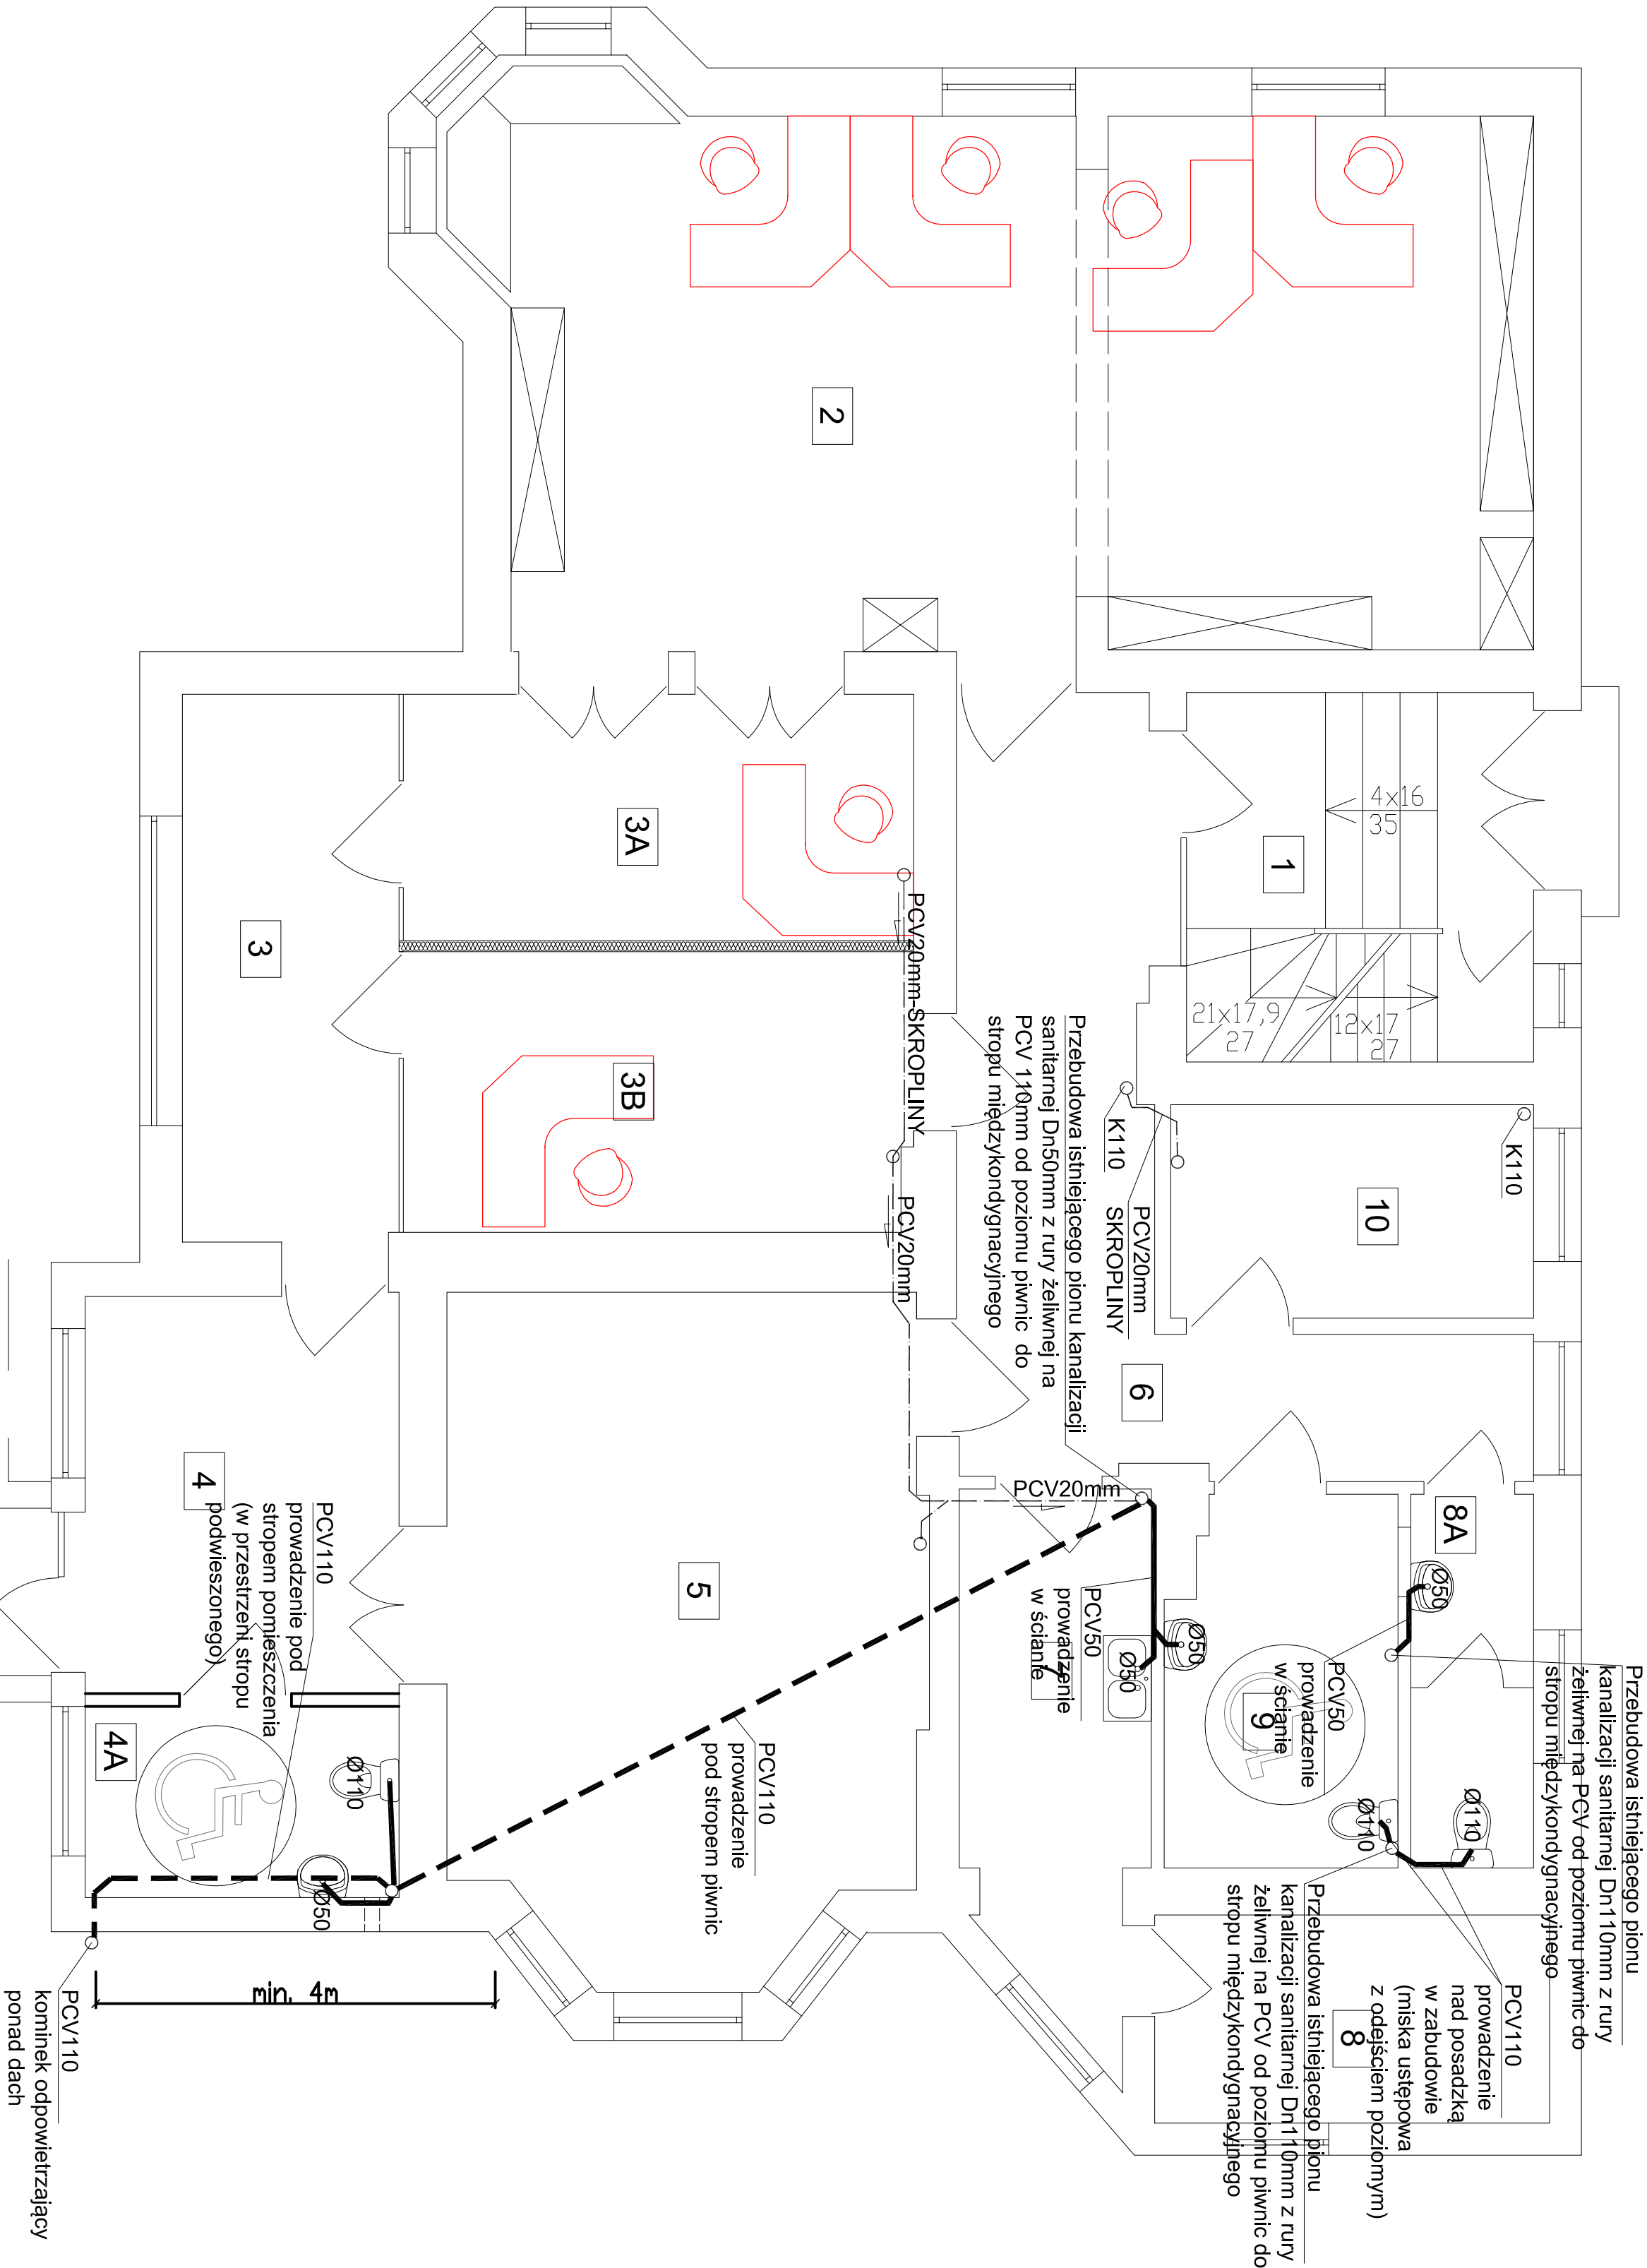 Przebudowa istniejącego pionu
kanalizacji sanitarnej Dn110mm z rury
żeliwnej na PCV od poziomu piwnic do
stropu międzykondygnacyjnego
PCV110
prowadzenie
nad posadzką
w zabudowie
(miska ustępowa
z odejściem poziomym)
8
Przebudowa istniejącego pionu
kanalizacji sanitarnej Dn110mm z rury
żeliwnej na PCV od poziomu piwnic do
stropu międzykondygnacyjnego
K110
10
8A
Ø50
Ø110
Ø110
4x16
35
1
12x17
27
21x17,9
27
K110
PCV20mm
SKROPLINY
6
PCV50
prowadzenie
w ścianie
9
Ø50
Ø50
PCV50
prowadzenie
w ścianie
7
Przebudowa istniejącego pionu kanalizacji
sanitarnej Dn50mm z rury żeliwnej na
PCV 110mm od poziomu piwnic do
stropu międzykondygnacyjnego
PCV20mm
PCV20mm-SKROPLINY
PCV20mm
2
3A
3B
5
PCV110
prowadzenie
pod stropem piwnic
3
4
PCV110
prowadzenie pod
stropem pomieszczenia
(w przestrzeni stropu
podwieszonego)
4A
Ø110
Ø50
min. 4m
PCV110
kominek odpowietrzający
ponad dach